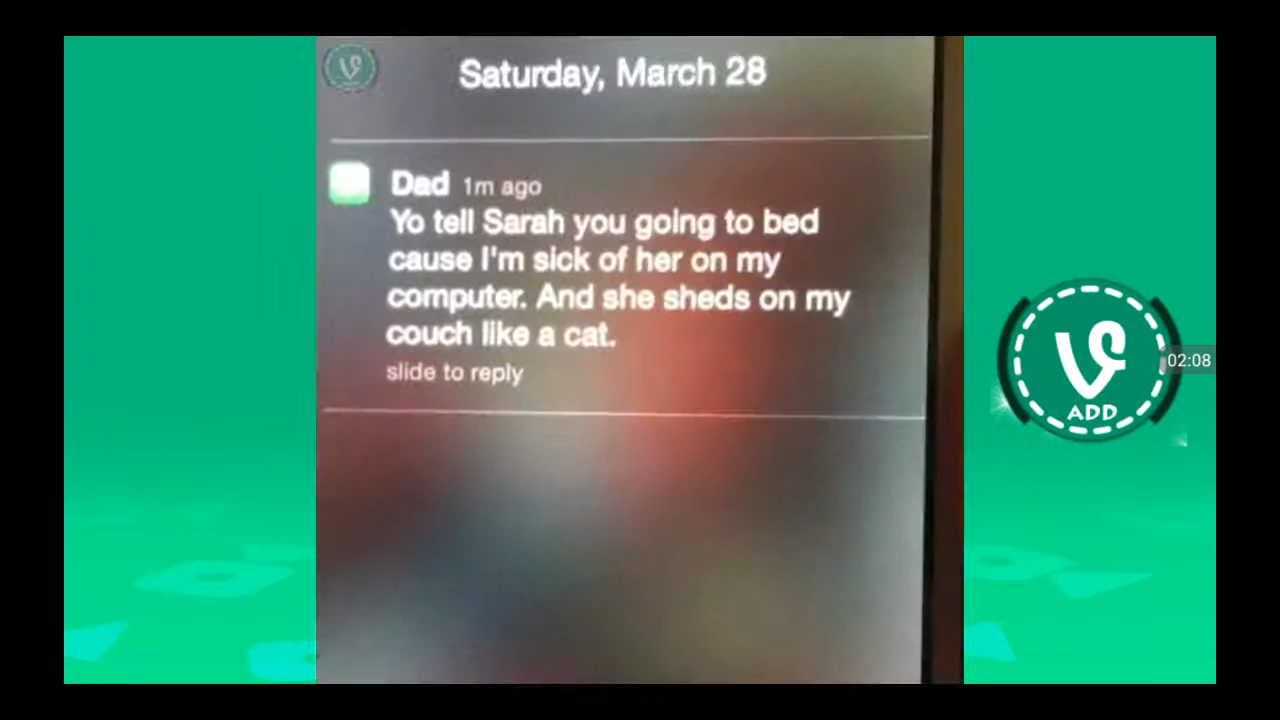 Saturday, March 28
Dad 1m ago
Yo tell Sarah you going to bed
cause I'm sick of her on my
computer. And she sheds on my
couch like a cat.
slide to reply
02:08
ADD